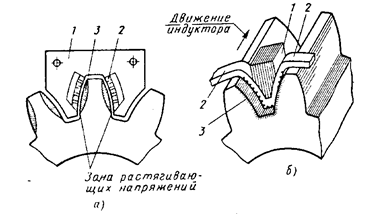 Движение
индуктора
1 3 2
1 2
2
3
Зона растягиваю-
щих напряжений
а)
б)